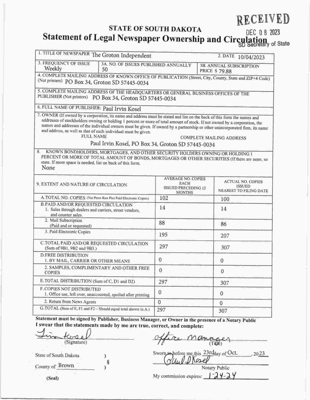 RECEIVED
DEC 08 2023
SD Secretary of State
STATE OF SOUTH DAKOTA
Statement of Legal Newspaper Ownership and Circulation
1. TITLE OF NEWSPAPER The Groton Independent
2. DATE 10/04/2023
3. FREQUENCY OF ISSUE
Weekly
3A. NO. OF ISSUES PUBLISHED ANNUALLY
50
3B. ANNUAL SUBSCRIPTION
PRICE $ 79.88
4. COMPLETE MAILING ADDRESS OF KNOWN OFFICE OF PUBLICATION (Street, City, County, State and ZIP+4 Code)
(Not printers) PO Box 34, Groton SD 57445-0034
5. COMPLETE MAILING ADDRESS OF THE HEADQUARTERS OR GENERAL BUSINESS OFFICES OF THE
PUBLISHER (Not printer) PO Box 34, Groton SD 57445-0034
6. FULL NAME OF PUBLISHER: Paul Irvin Kosel
7. OWNER (If owned by a corporation, its name and address must be stated and list on the back of this form the names and
addresses of stockholders owning or holding 1 percent or more of total amount of stock. If not owned by a corporation, the
names and addresses of the individual owners must be given. If owned by a partnership or other unincorporated firm, its name
and address, as well as that of each individual must be given.
FULL NAME
COMPLETE MAILING ADDRESS
Paul Irvin Kosel, PO Box 34, Groton SD 57445-0034
8. KNOWN BONDHOLDERS, MORTGAGES, AND OTHER SECURITY HOLDERS OWNING OR HOLDING 1
PERCENT OR MORE OF TOTAL AMOUNT OF BONDS, MORTGAGES OR OTHER SECURITIES (If there are none, so
state. If more space is needed, list on back of this form.
None
9. EXTENT AND NATURE OF CIRCULATION
AVERAGE NO. COPIES
EACH
ISSUED PRECEDING 12
MONTHS
ACTUAL NO. COPIES
ISSUED
NEAREST TO FILING DATE
A. TOTAL NO. COPIES (Net Press Run Plus Paid Electronic Copies)
102
100
B. PAID AND/OR REQUESTED CIRCULATION
1. Sales through dealers and carriers, street vendors,
and counter sales.
14
14
2. Mail Subscription
(Paid and/or requested)
88
86
3. Paid Electronic Copies
195
207
C. TOTAL PAID AND/OR REQUESTED CIRCULATION
(Sum of 9B1, 9B2 and 9B3.)
297
307
D. FREE DISTRIBUTION
1. BY MAIL, CARRIER OR OTHER MEANS
0
0
2. SAMPLES, COMPLIMENTARY AND OTHER FREE
COPIES
0
0
E. TOTAL DISTRIBUTION (Sum of C, D1 and D2)
297
307
F. COPIES NOT DISTRIBUTED
1. Office use, left over, unaccounted, spoiled after printing.
0
0
2. Return from News Agents
0
0
G. TOTAL (Sum of E, F1 and F2 - Should equal total shown in A.)
297
307
Statement must be signed by Publisher, Business Manager, or Owner in the presence of a Notary Public
I swear that the statements made by me are true, correct, and complete:
Office Manager
(Signature)
(Title)
State of South Dakota )
Sworn to before me this 23rd day of Oct. 2023
County of Brown )
Notary Public
(Seal)
My commission expires: